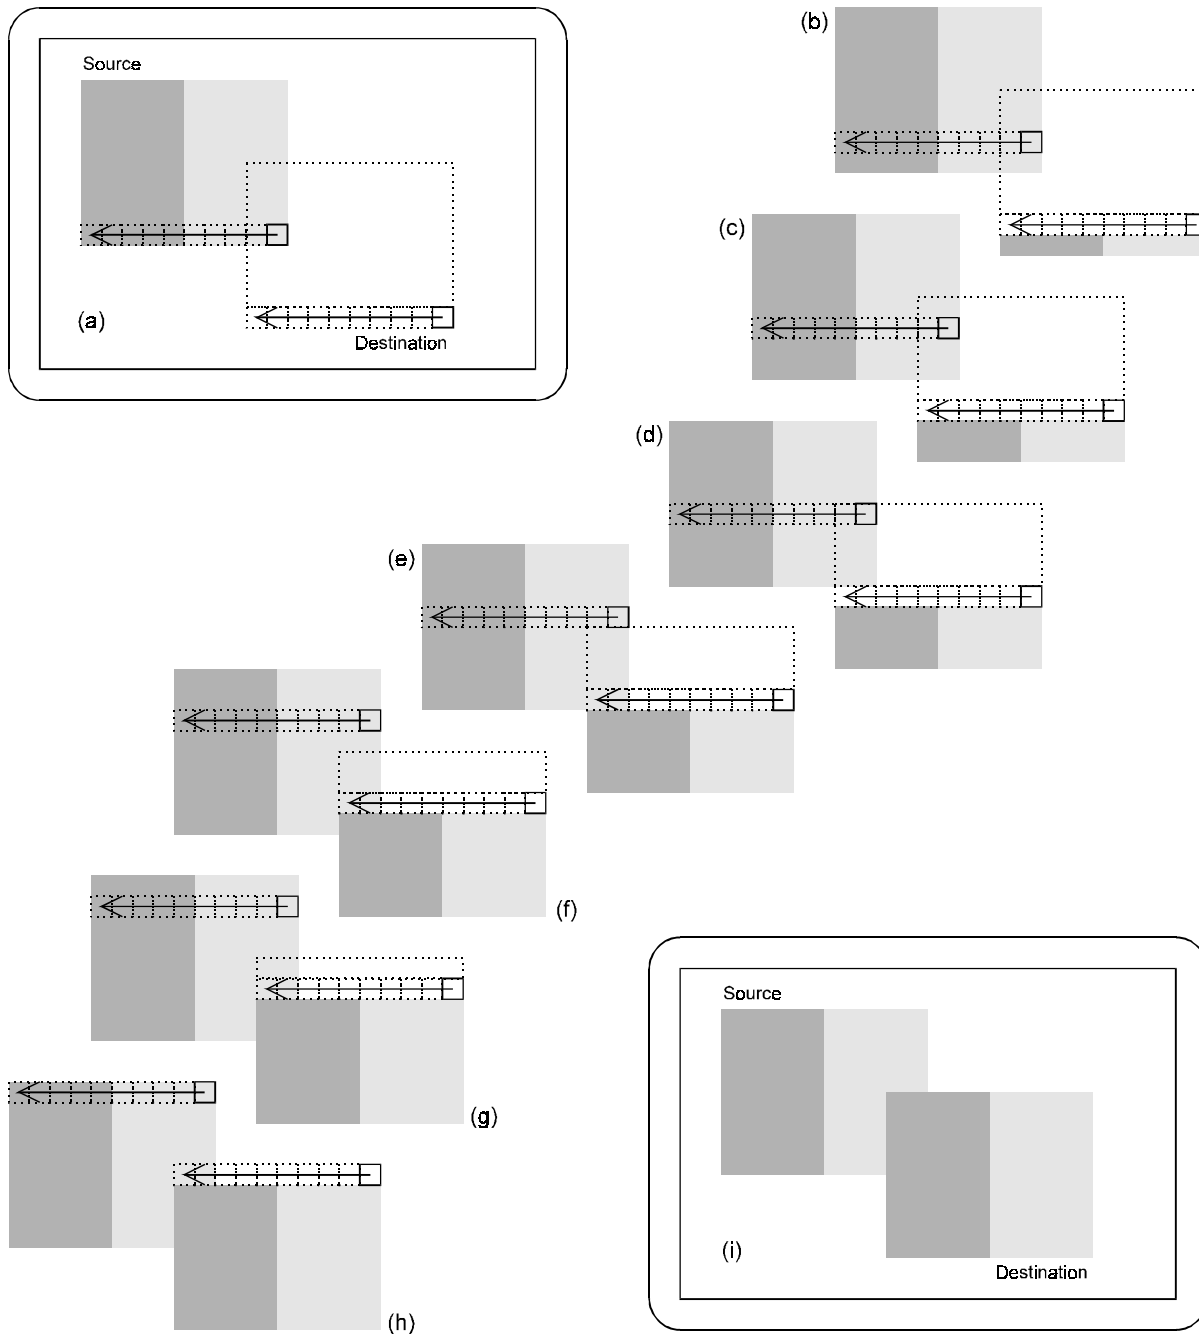 Source
(a)
Destination
(b)
(c)
(d)
(e)
(f)
(g)
(h)
Source
(i)
Destination